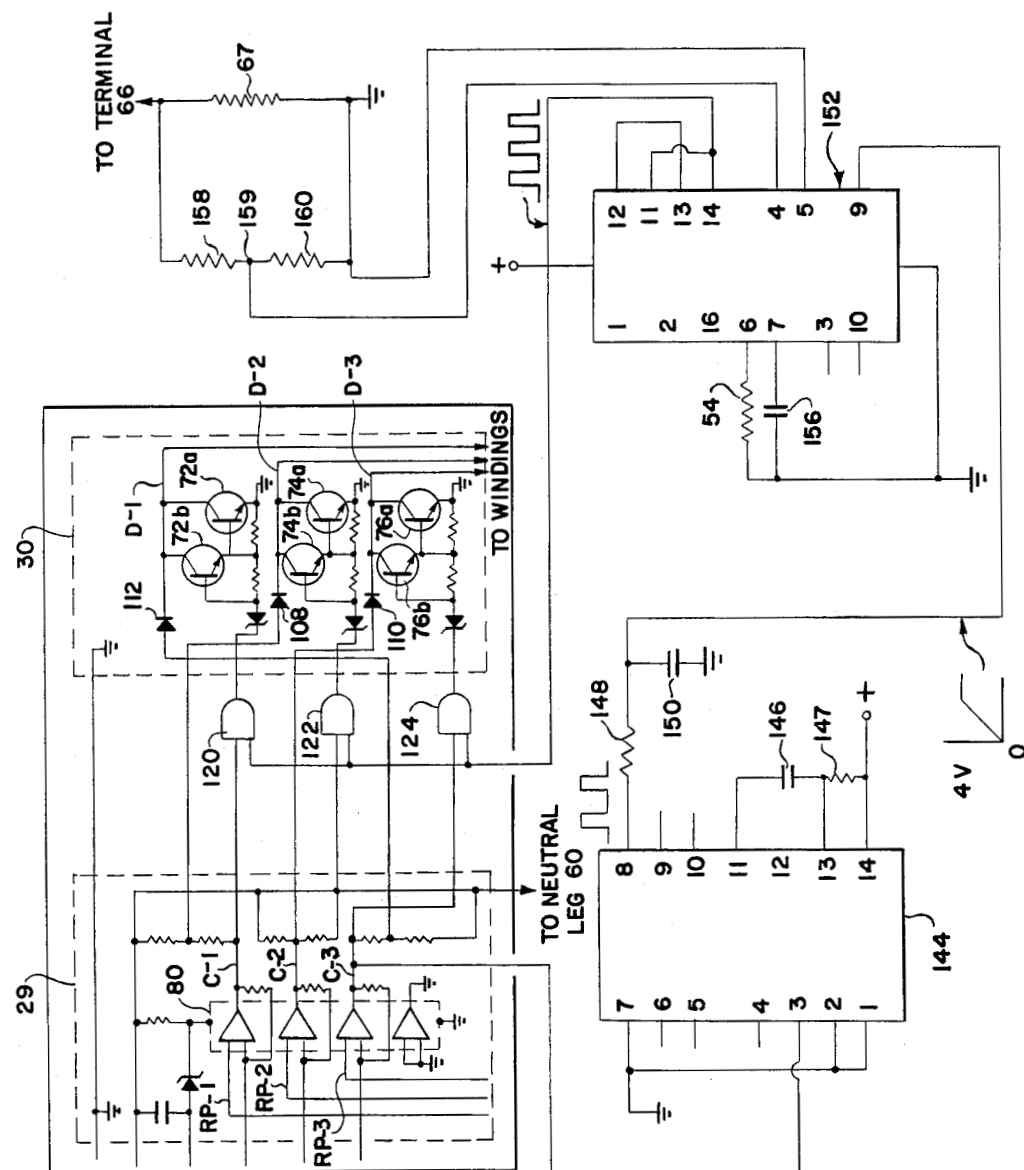 TO TERMINAL
66
67
158
159
160
30
D-2
D-3
D-1
72a
72b
74a
74b
76a
76b
TO WINDINGS
112
108
110
120
122
124
29
80
C-1
C-2
C-3
RP-1
RP-2
RP-3
TO NEUTRAL
LEG 60
152
+
1
2
16
6
7
3
10
12
11
13
14
4
5
9
54
156
148
150
146
147
+
144
7
6
5
4
3
2
1
8
9
10
11
12
13
14
4V
O